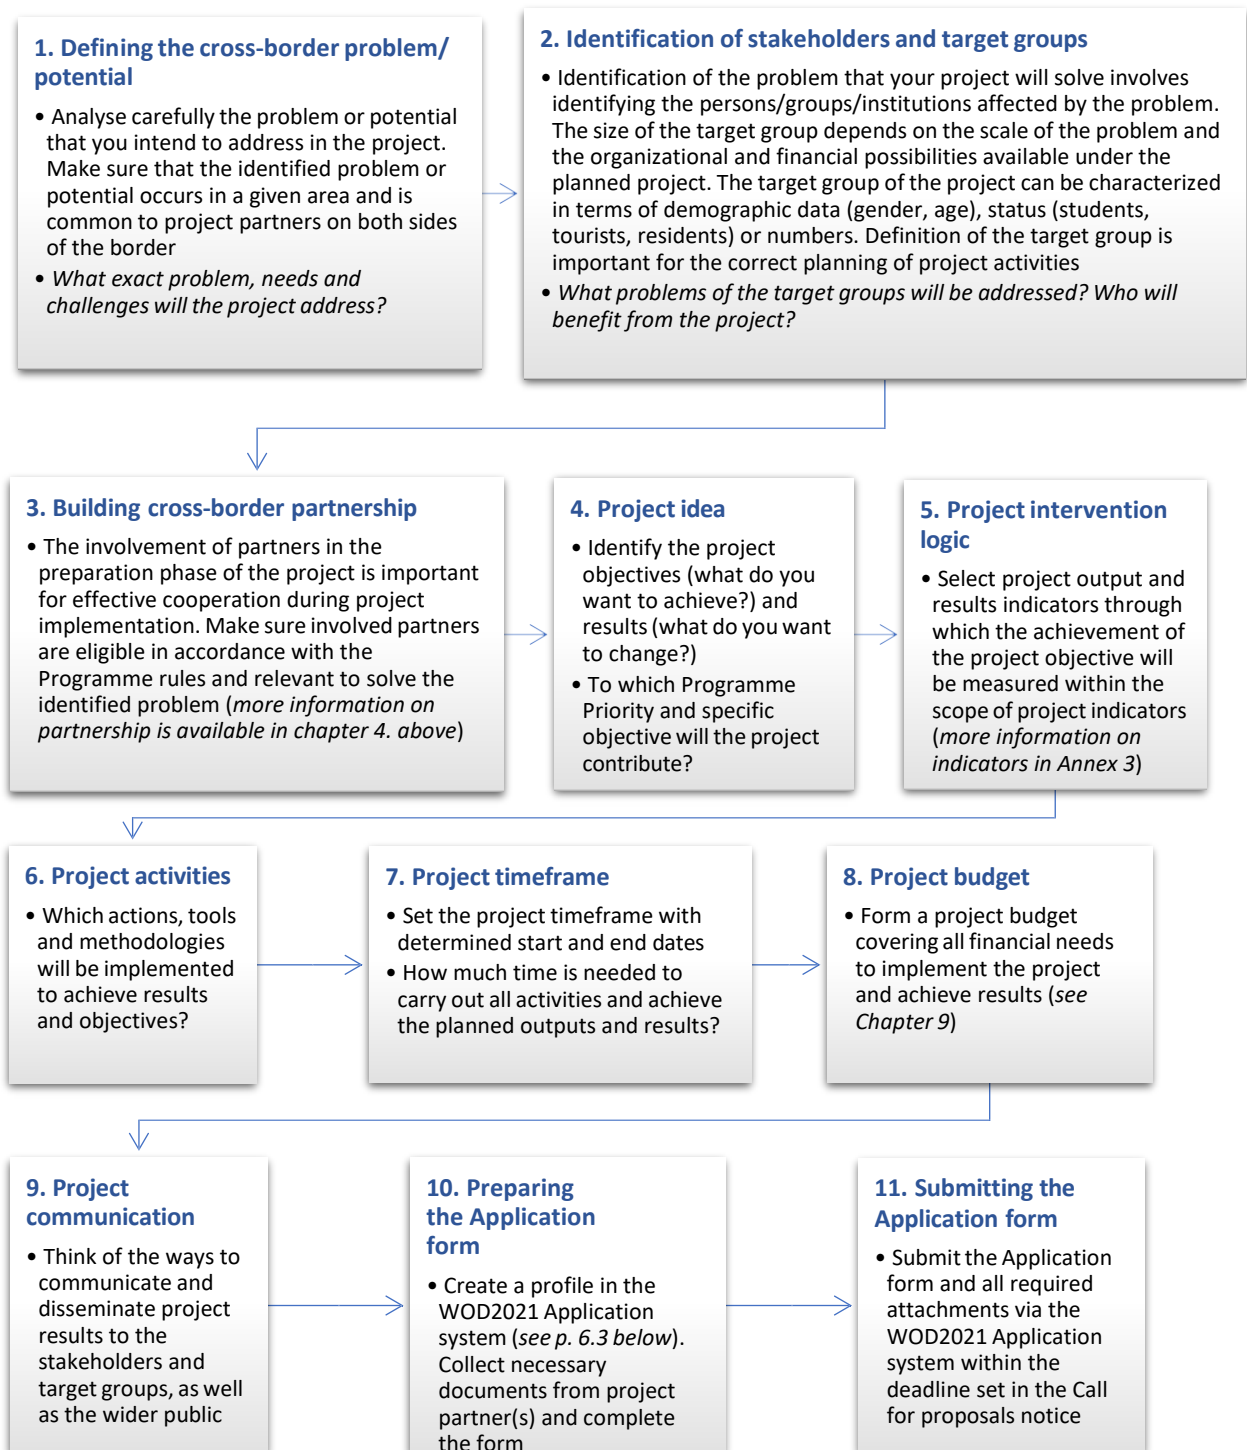 1. Defining the cross-border problem/
potential
• Analyse carefully the problem or potential
that you intend to address in the project.
Make sure that the identified problem or
potential occurs in a given area and is
common to project partners on both sides
of the border
• What exact problem, needs and
challenges will the project address?
2. Identification of stakeholders and target groups
• Identification of the problem that your project will solve involves
identifying the persons/groups/institutions affected by the problem.
The size of the target group depends on the scale of the problem and
the organizational and financial possibilities available under the
planned project. The target group of the project can be characterized
in terms of demographic data (gender, age), status (students,
tourists, residents) or numbers. Definition of the target group is
important for the correct planning of project activities
• What problems of the target groups will be addressed? Who will
benefit from the project?
3. Building cross-border partnership
• The involvement of partners in the
preparation phase of the project is important
for effective cooperation during project
implementation. Make sure involved partners
are eligible in accordance with the
Programme rules and relevant to solve the
identified problem (more information on
partnership is available in chapter 4. above)
4. Project idea
• Identify the project
objectives (what do you
want to achieve?) and
results (what do you want
to change?)
• To which Programme
Priority and specific
objective will the project
contribute?
5. Project intervention
logic
• Select project output and
results indicators through
which the achievement of
the project objective will
be measured within the
scope of project indicators
(more information on
indicators in Annex 3)
6. Project activities
• Which actions, tools
and methodologies
will be implemented
to achieve results
and objectives?
7. Project timeframe
• Set the project timeframe with
determined start and end dates
• How much time is needed to
carry out all activities and achieve
the planned outputs and results?
8. Project budget
• Form a project budget
covering all financial needs
to implement the project
and achieve results (see
Chapter 9)
9. Project
communication
• Think of the ways to
communicate and
disseminate project
results to the
stakeholders and
target groups, as well
as the wider public
10. Preparing
the Application
form
• Create a profile in the
WOD2021 Application
system (see p. 6.3 below).
Collect necessary
documents from project
partner(s) and complete
the form
11. Submitting the
Application form
• Submit the Application
form and all required
attachments via the
WOD2021 Application
system within the
deadline set in the Call
for proposals notice